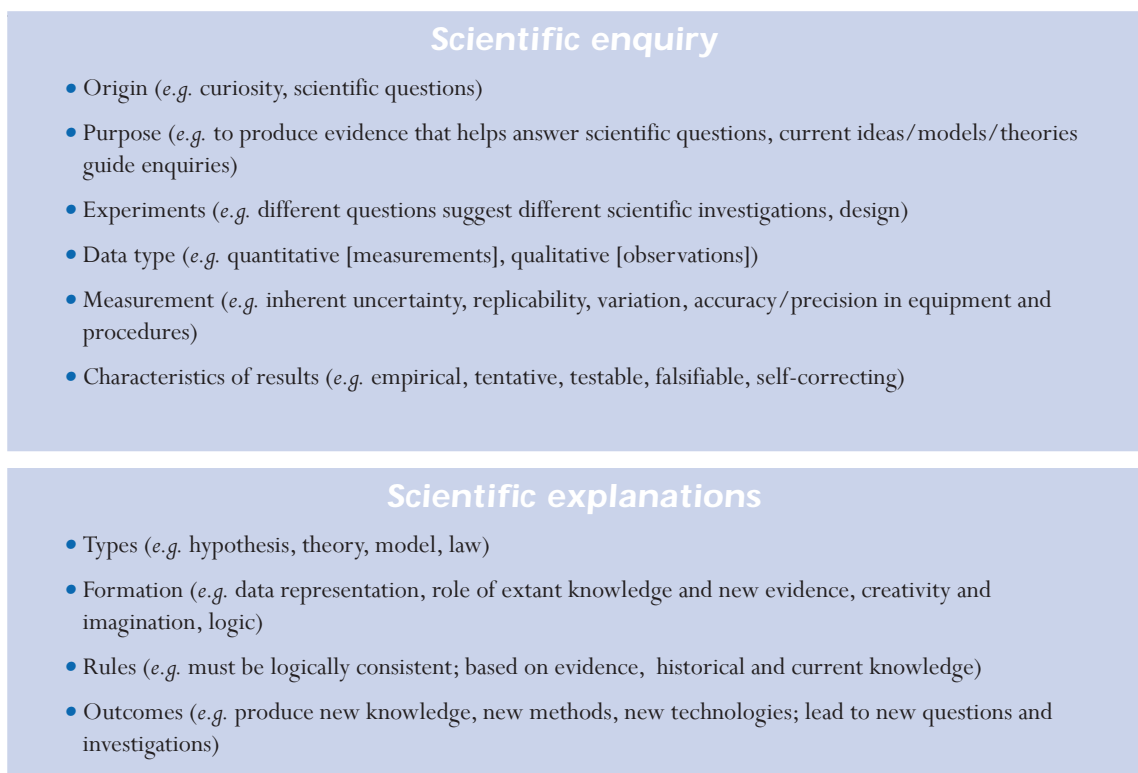 Scientific enquiry
• Origin (e.g. curiosity, scientific questions)
• Purpose (e.g. to produce evidence that helps answer scientific questions, current ideas/models/theories
guide enquiries)
• Experiments (e.g. different questions suggest different scientific investigations, design)
• Data type (e.g. quantitative [measurements], qualitative [observations])
• Measurement (e.g. inherent uncertainty, replicability, variation, accuracy/precision in equipment and
procedures)
• Characteristics of results (e.g. empirical, tentative, testable, falsifiable, self-correcting)
Scientific explanations
• Types (e.g. hypothesis, theory, model, law)
• Formation (e.g. data representation, role of extant knowledge and new evidence, creativity and
imagination, logic)
• Rules (e.g. must be logically consistent; based on evidence, historical and current knowledge)
• Outcomes (e.g. produce new knowledge, new methods, new technologies; lead to new questions and
investigations)